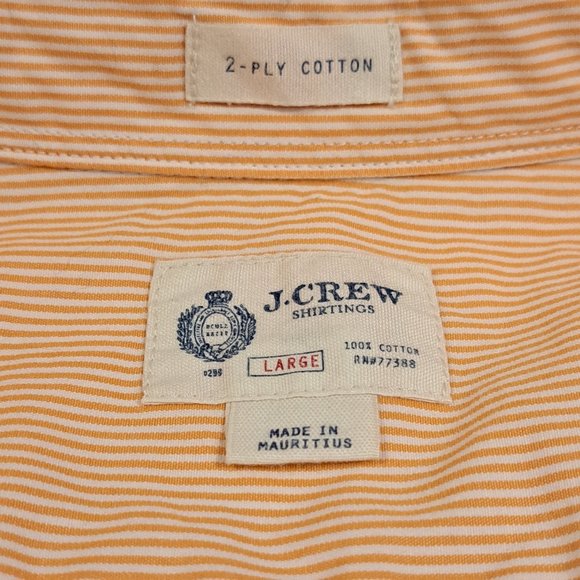 2-PLY COTTON
J.CREW
SHIRTINGS
LARGE
100% COTTON
RN#77388
MADE IN
MAURITIUS